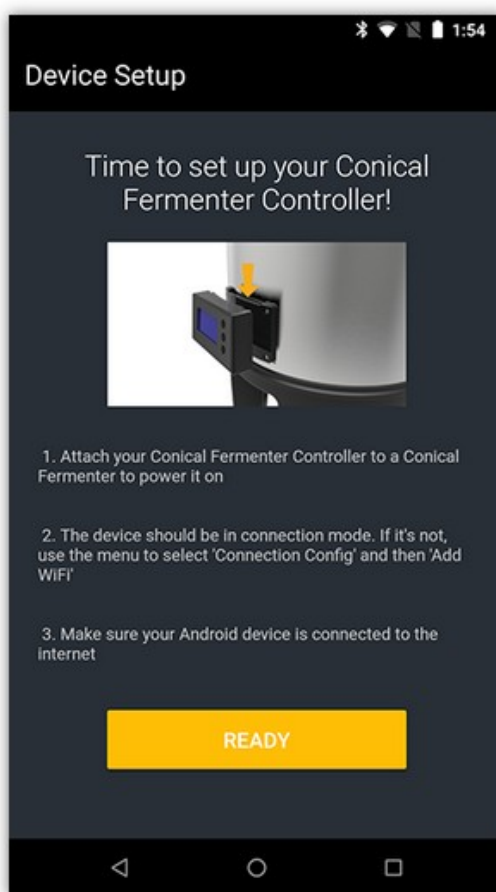 1:54
Device Setup
Time to set up your Conical
Fermenter Controller!
1. Attach your Conical Fermenter Controller to a Conical
Fermenter to power it on
2. The device should be in connection mode. If it's not,
use the menu to select 'Connection Config' and then 'Add
WiFi'
3. Make sure your Android device is connected to the
internet
READY